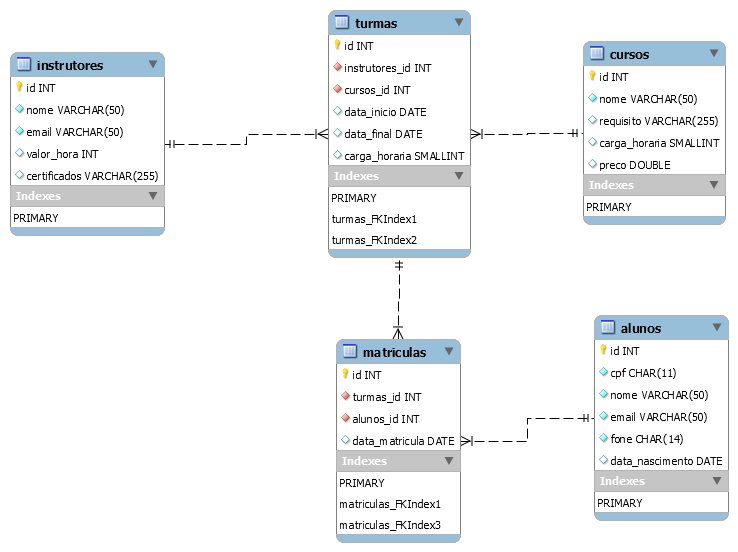 instrutores
id INT
nome VARCHAR(50)
email VARCHAR(50)
valor_hora INT
certificados VARCHAR(255)
Indexes
PRIMARY
turmas
id INT
instrutores_id INT
cursos_id INT
data_inicio DATE
data_final DATE
carga_horaria SMALLINT
Indexes
PRIMARY
turmas_FKIndex1
turmas_FKIndex2
cursos
id INT
nome VARCHAR(50)
requisito VARCHAR(255)
carga_horaria SMALLINT
preco DOUBLE
Indexes
PRIMARY
matriculas
id INT
turmas_id INT
alunos_id INT
data_matricula DATE
Indexes
PRIMARY
matriculas_FKIndex1
matriculas_FKIndex3
alunos
id INT
cpf CHAR(11)
nome VARCHAR(50)
email VARCHAR(50)
fone CHAR(14)
data_nascimento DATE
Indexes
PRIMARY